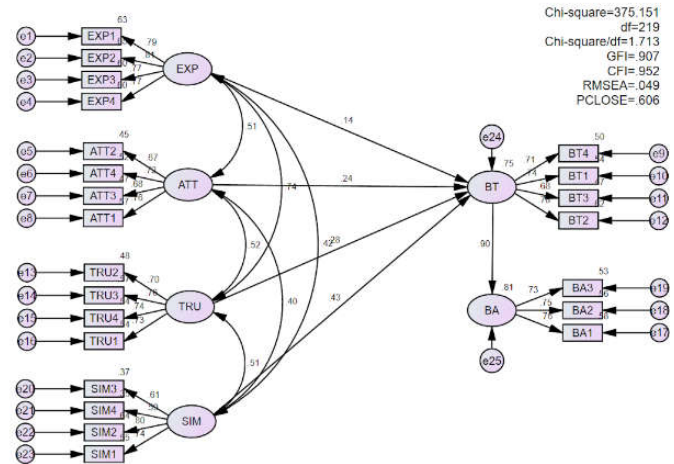 Chi-square=375.151
df=219
Chi-square/df=1.713
GFI=.907
CFI=.952
RMSEA=.049
PCLOSE=.606
.63
e1 EXP1 .79
e2 EXP2 .81
e3 EXP3 .77
e4 EXP4 .77
EXP
.51
.14
e24
.50
.45
e5 ATT2 .67
e6 ATT4
e7 ATT3 .68
e8 ATT1
ATT
.24
.74
.75
BT
.71 BT4 e9
.74 BT1 e10
.68 BT3 e11
BT2 e12
.52
.42
.28
.40
.43
.90
.48
e13 TRU2 .70
e14 TRU3
e15 TRU4 .74
e16 TRU1 .73
TRU
.51
.81
BA
.53
.73 BA3 e19
.75 BA2 e18
BA1 e17
e25
.37
e20 SIM3 .61
e21 SIM4
e22 SIM2 .80
e23 SIM1
SIM